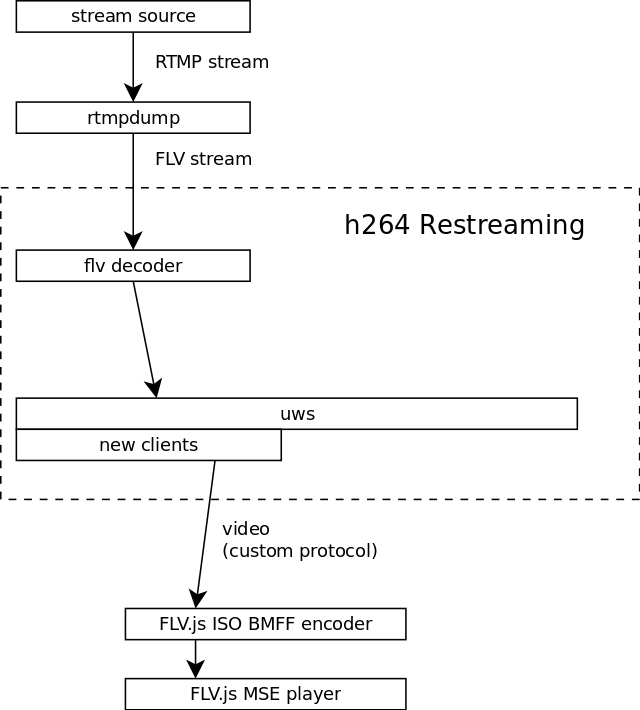 stream source
RTMP stream
rtmpdump
FLV stream
h264 Restreaming
flv decoder
uws
new clients
video
(custom protocol)
FLV.js ISO BMFF encoder
FLV.js MSE player